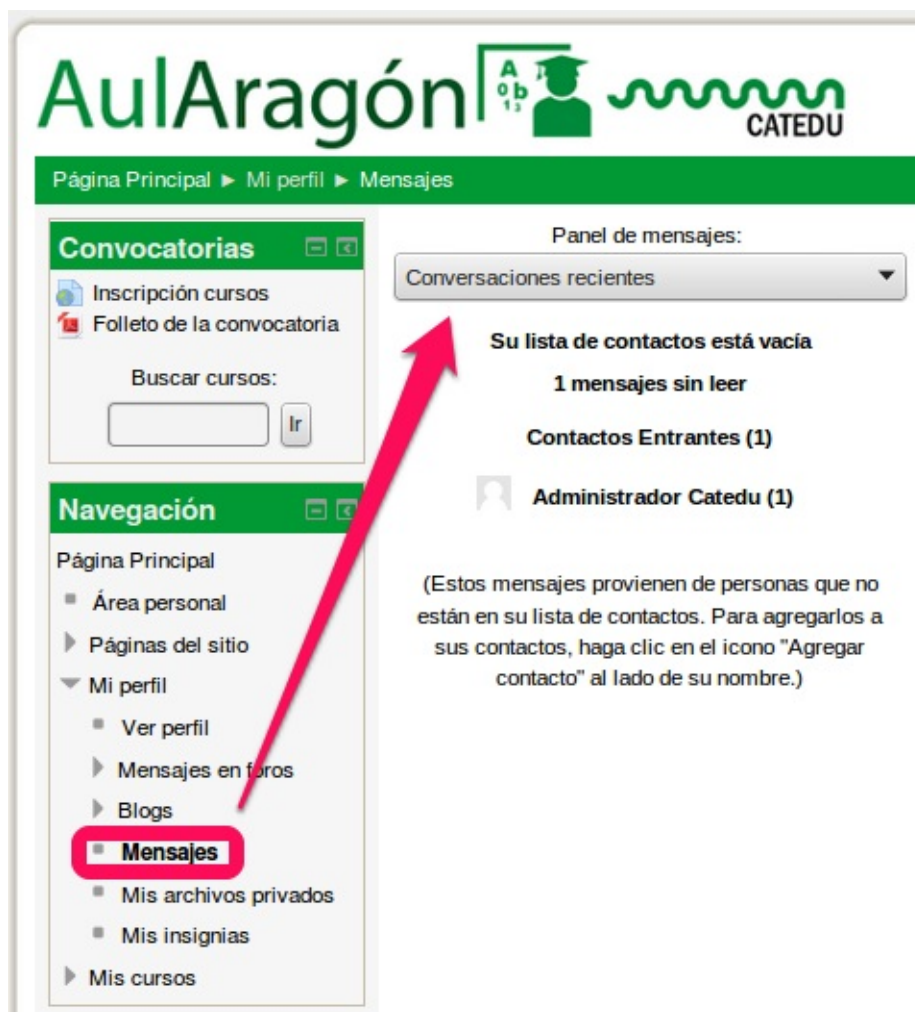 AulAragón
A
o b
1 3
CATEDU
Página Principal ► Mi perfil ► Mensajes
Convocatorias
Inscripción cursos
Folleto de la convocatoria
Buscar cursos:
Ir
Navegación
Página Principal
Área personal
Páginas del sitio
Mi perfil
Ver perfil
Mensajes en foros
Blogs
Mensajes
Mis archivos privados
Mis insignias
Mis cursos
Panel de mensajes:
Conversaciones recientes
Su lista de contactos está vacía
1 mensajes sin leer
Contactos Entrantes (1)
Administrador Catedu (1)
(Estos mensajes provienen de personas que no
están en su lista de contactos. Para agregarlos a
sus contactos, haga clic en el icono "Agregar
contacto" al lado de su nombre.)